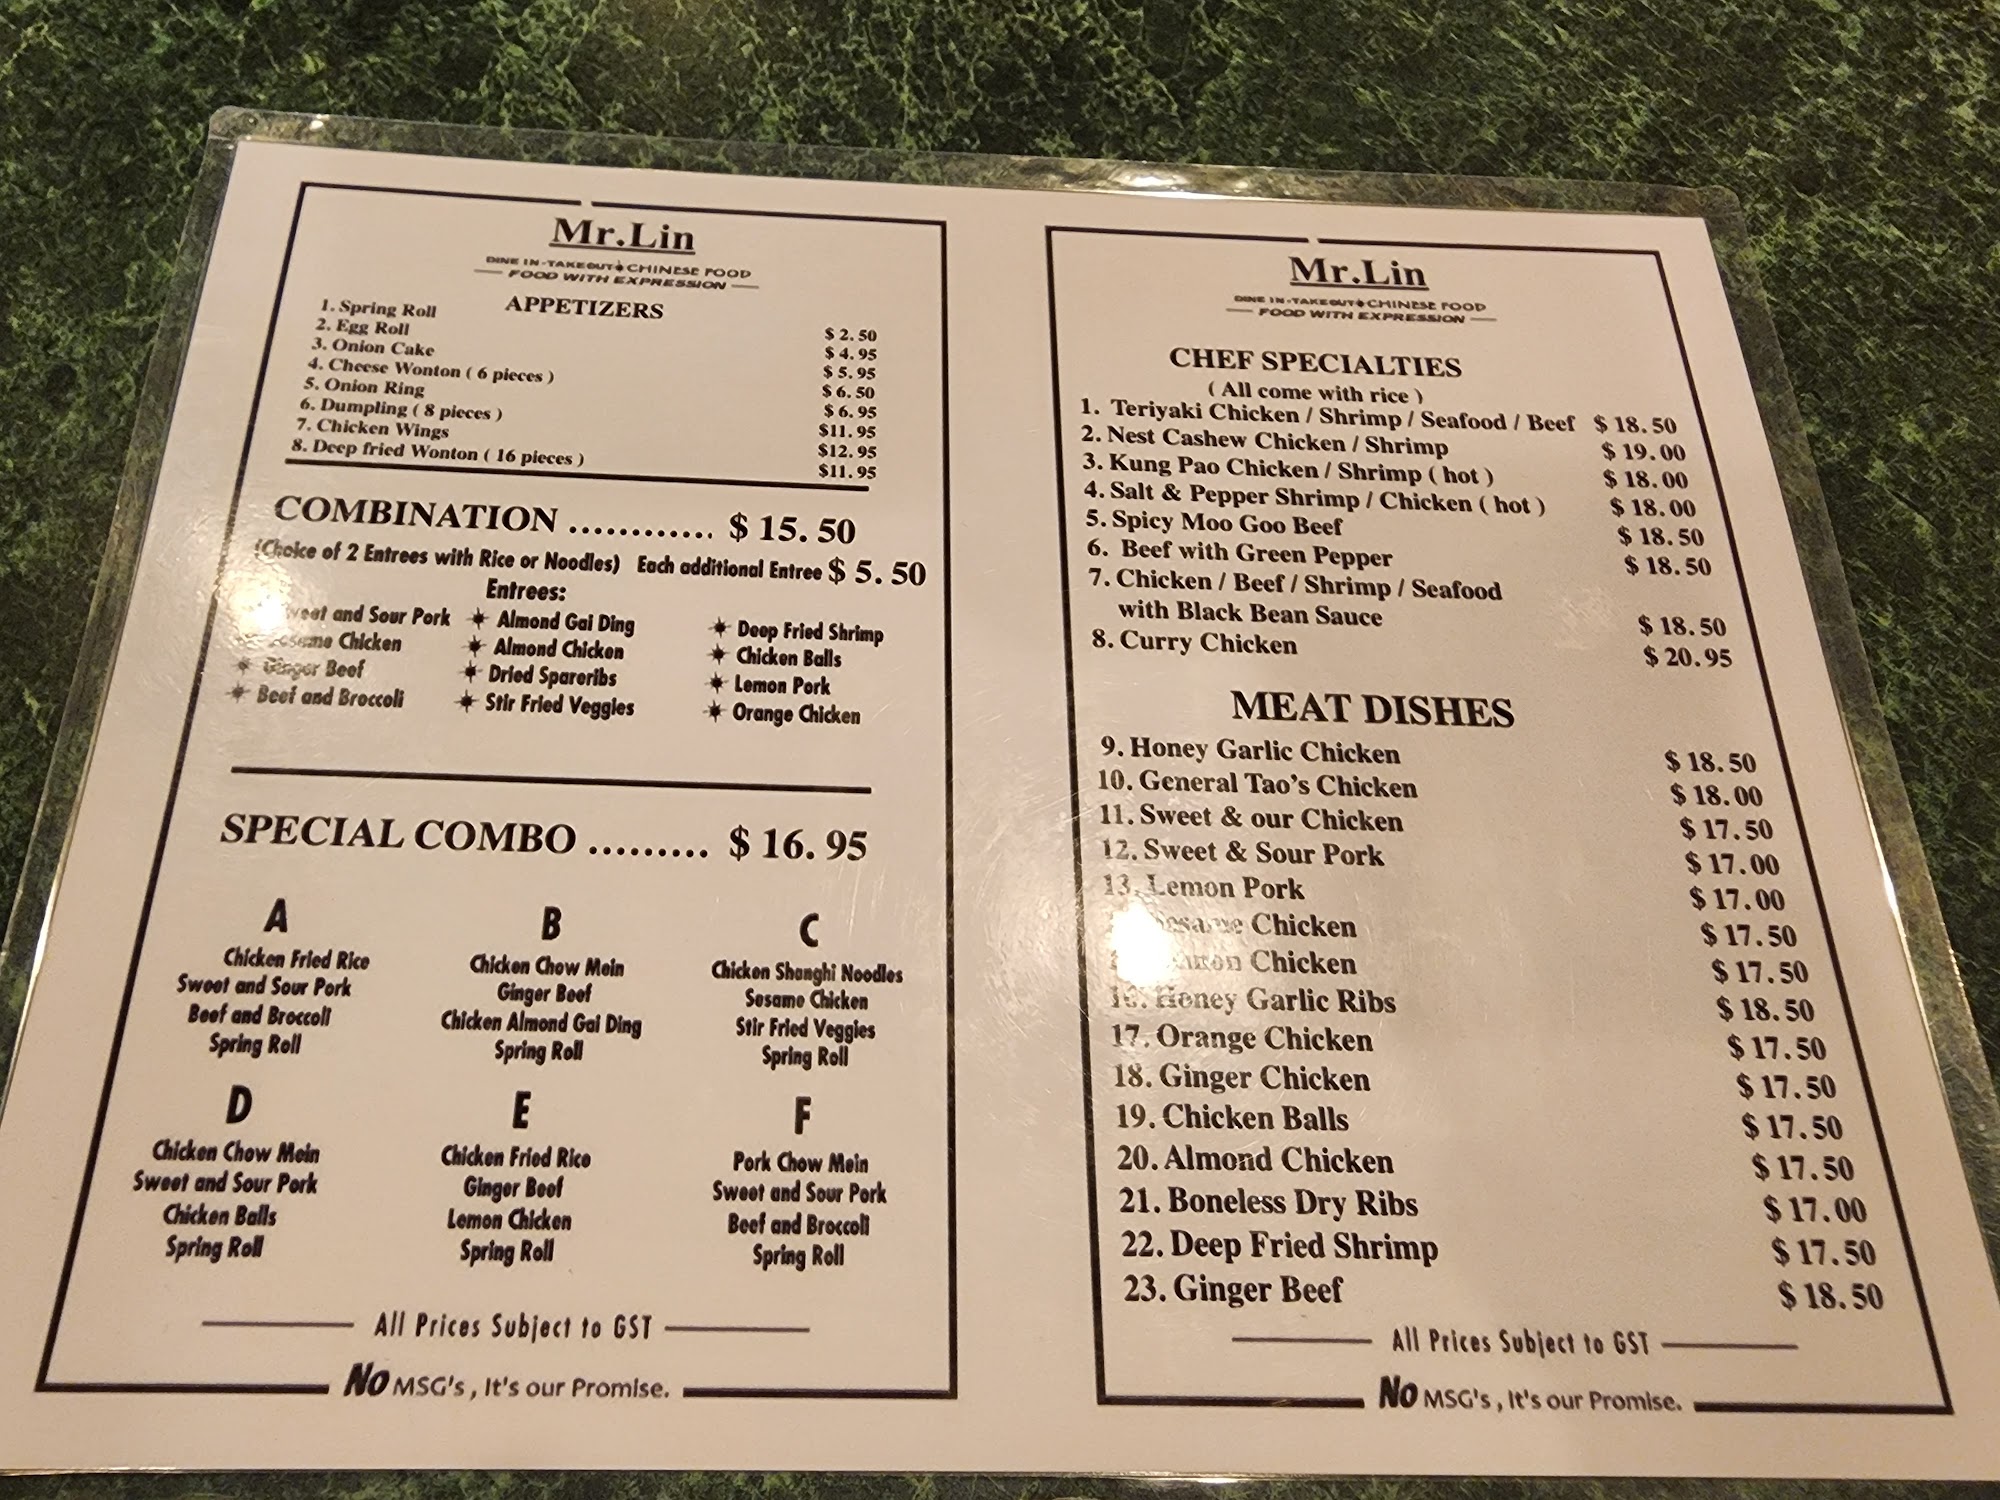 Mr.Lin
DINE IN-TAKEOUT CHINESE FOOD
FOOD WITH EXPRESSION
APPETIZERS
1. Spring Roll $ 2.50
2. Egg Roll $ 4.95
3. Onion Cake $ 5.95
4. Cheese Wonton ( 6 pieces ) $ 6.50
5. Onion Ring $ 6.95
6. Dumpling ( 8 pieces ) $11.95
7. Chicken Wings $12.95
8. Deep fried Wonton ( 16 pieces ) $11.95
COMBINATION ............. $ 15.50
(Choice of 2 Entrees with Rice or Noodles) Each additional Entree $ 5.50
Entrees:
Sweet and Sour Pork Almond Gai Ding Deep Fried Shrimp
Sesame Chicken Almond Chicken Chicken Balls
Ginger Beef Dried Spareribs Lemon Pork
Beef and Broccoli Stir Fried Veggies Orange Chicken
SPECIAL COMBO ......... $ 16.95
A
Chicken Fried Rice
Sweet and Sour Pork
Beef and Broccoli
Spring Roll
B
Chicken Chow Mein
Ginger Beef
Chicken Almond Gai Ding
Spring Roll
C
Chicken Shanghi Noodles
Sesame Chicken
Stir Fried Veggies
Spring Roll
D
Chicken Chow Mein
Sweet and Sour Pork
Chicken Balls
Spring Roll
E
Chicken Fried Rice
Ginger Beef
Lemon Chicken
Spring Roll
F
Pork Chow Mein
Sweet and Sour Pork
Beef and Broccoli
Spring Roll
All Prices Subject to GST
No MSG's , It's our Promise.
Mr.Lin
DINE IN-TAKEOUT CHINESE FOOD
FOOD WITH EXPRESSION
CHEF SPECIALTIES
( All come with rice )
1. Teriyaki Chicken / Shrimp / Seafood / Beef $ 18.50
2. Nest Cashew Chicken / Shrimp $ 19.00
3. Kung Pao Chicken / Shrimp ( hot ) $ 18.00
4. Salt & Pepper Shrimp / Chicken ( hot ) $ 18.00
5. Spicy Moo Goo Beef $ 18.50
6. Beef with Green Pepper $ 18.50
7. Chicken / Beef / Shrimp / Seafood
with Black Bean Sauce $ 18.50
8. Curry Chicken $ 20.95
MEAT DISHES
9. Honey Garlic Chicken $ 18.50
10. General Tao's Chicken $ 18.00
11. Sweet & our Chicken $ 17.50
12. Sweet & Sour Pork $ 17.00
13. Lemon Pork $ 17.00
Sesame Chicken $ 17.50
Chicken $ 17.50
16. Honey Garlic Ribs $ 18.50
17. Orange Chicken $ 17.50
18. Ginger Chicken $ 17.50
19. Chicken Balls $ 17.50
20. Almond Chicken $ 17.50
21. Boneless Dry Ribs $ 17.00
22. Deep Fried Shrimp $ 17.50
23. Ginger Beef $ 18.50
All Prices Subject to GST
No MSG's , It's our Promise.